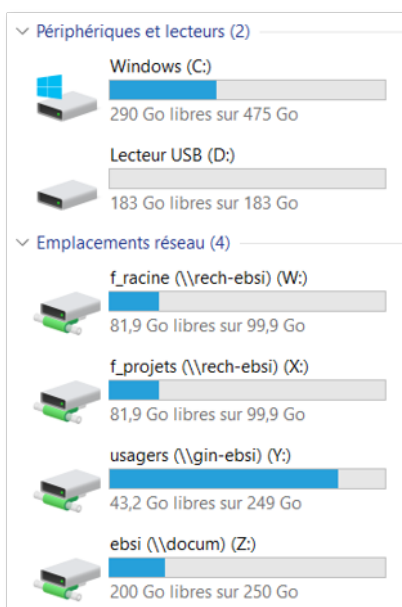 Périphériques et lecteurs (2)
Windows (C:)
290 Go libres sur 475 Go
Lecteur USB (D:)
183 Go libres sur 183 Go
Emplacements réseau (4)
f_racine (\\rech-ebsi) (W:)
81,9 Go libres sur 99,9 Go
f_projets (\\rech-ebsi) (X:)
81,9 Go libres sur 99,9 Go
usagers (\\gin-ebsi) (Y:)
43,2 Go libres sur 249 Go
ebsi (\\docum) (Z:)
200 Go libres sur 250 Go